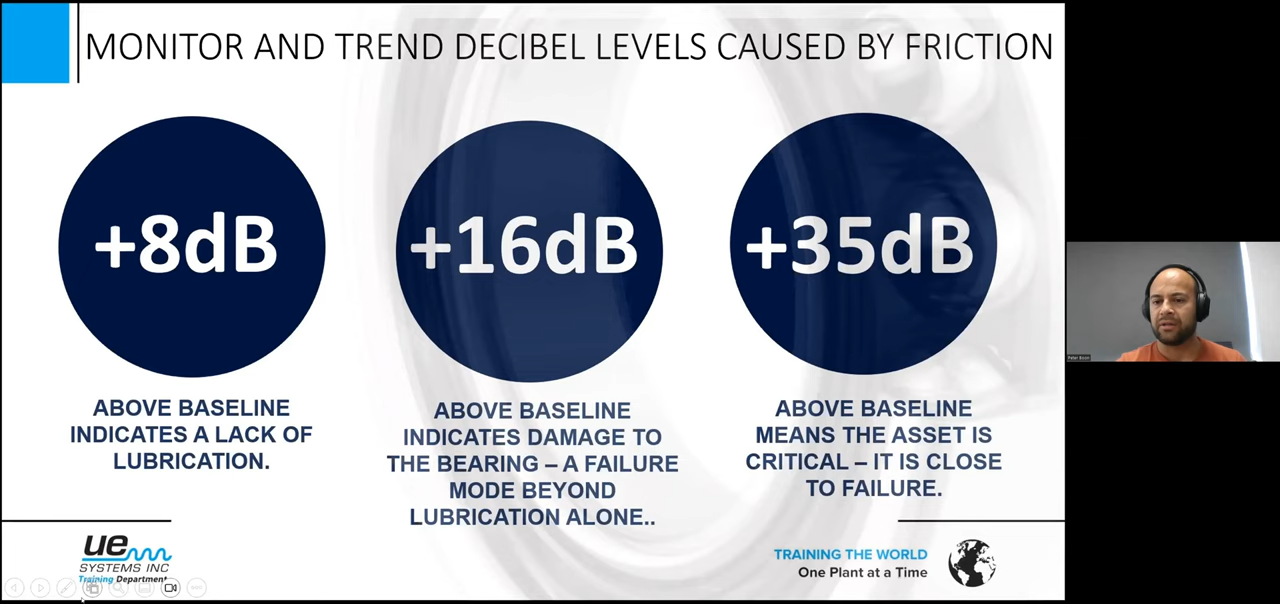 MONITOR AND TREND DECIBEL LEVELS CAUSED BY FRICTION
+8dB
ABOVE BASELINE
INDICATES A LACK OF
LUBRICATION.
+16dB
ABOVE BASELINE
INDICATES DAMAGE TO
THE BEARING – A FAILURE
MODE BEYOND
LUBRICATION ALONE..
+35dB
ABOVE BASELINE
MEANS THE ASSET IS
CRITICAL – IT IS CLOSE
TO FAILURE.
ue
SYSTEMS INC
Training Department
TRAINING THE WORLD
One Plant at a Time